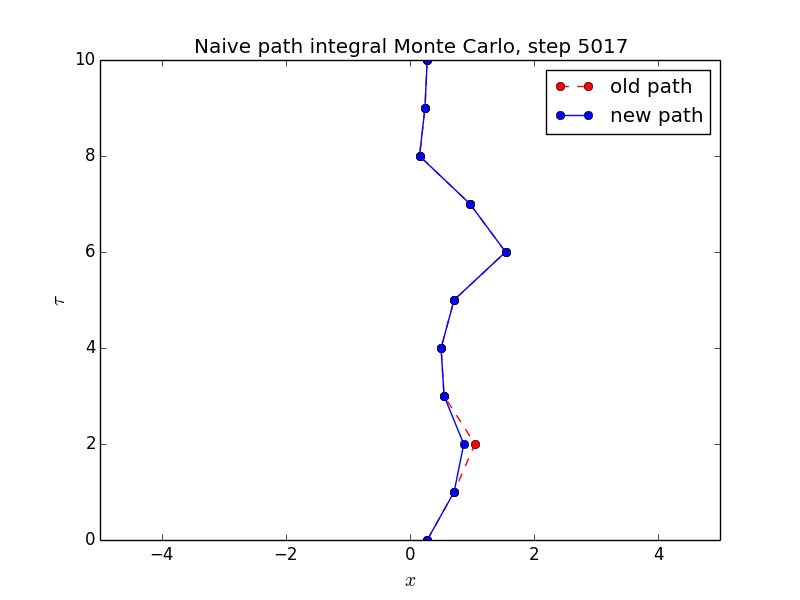 Naive path integral Monte Carlo, step 5017
old path
new path
10
8
6
4
2
0
τ
−4 −2 0 2 4
x